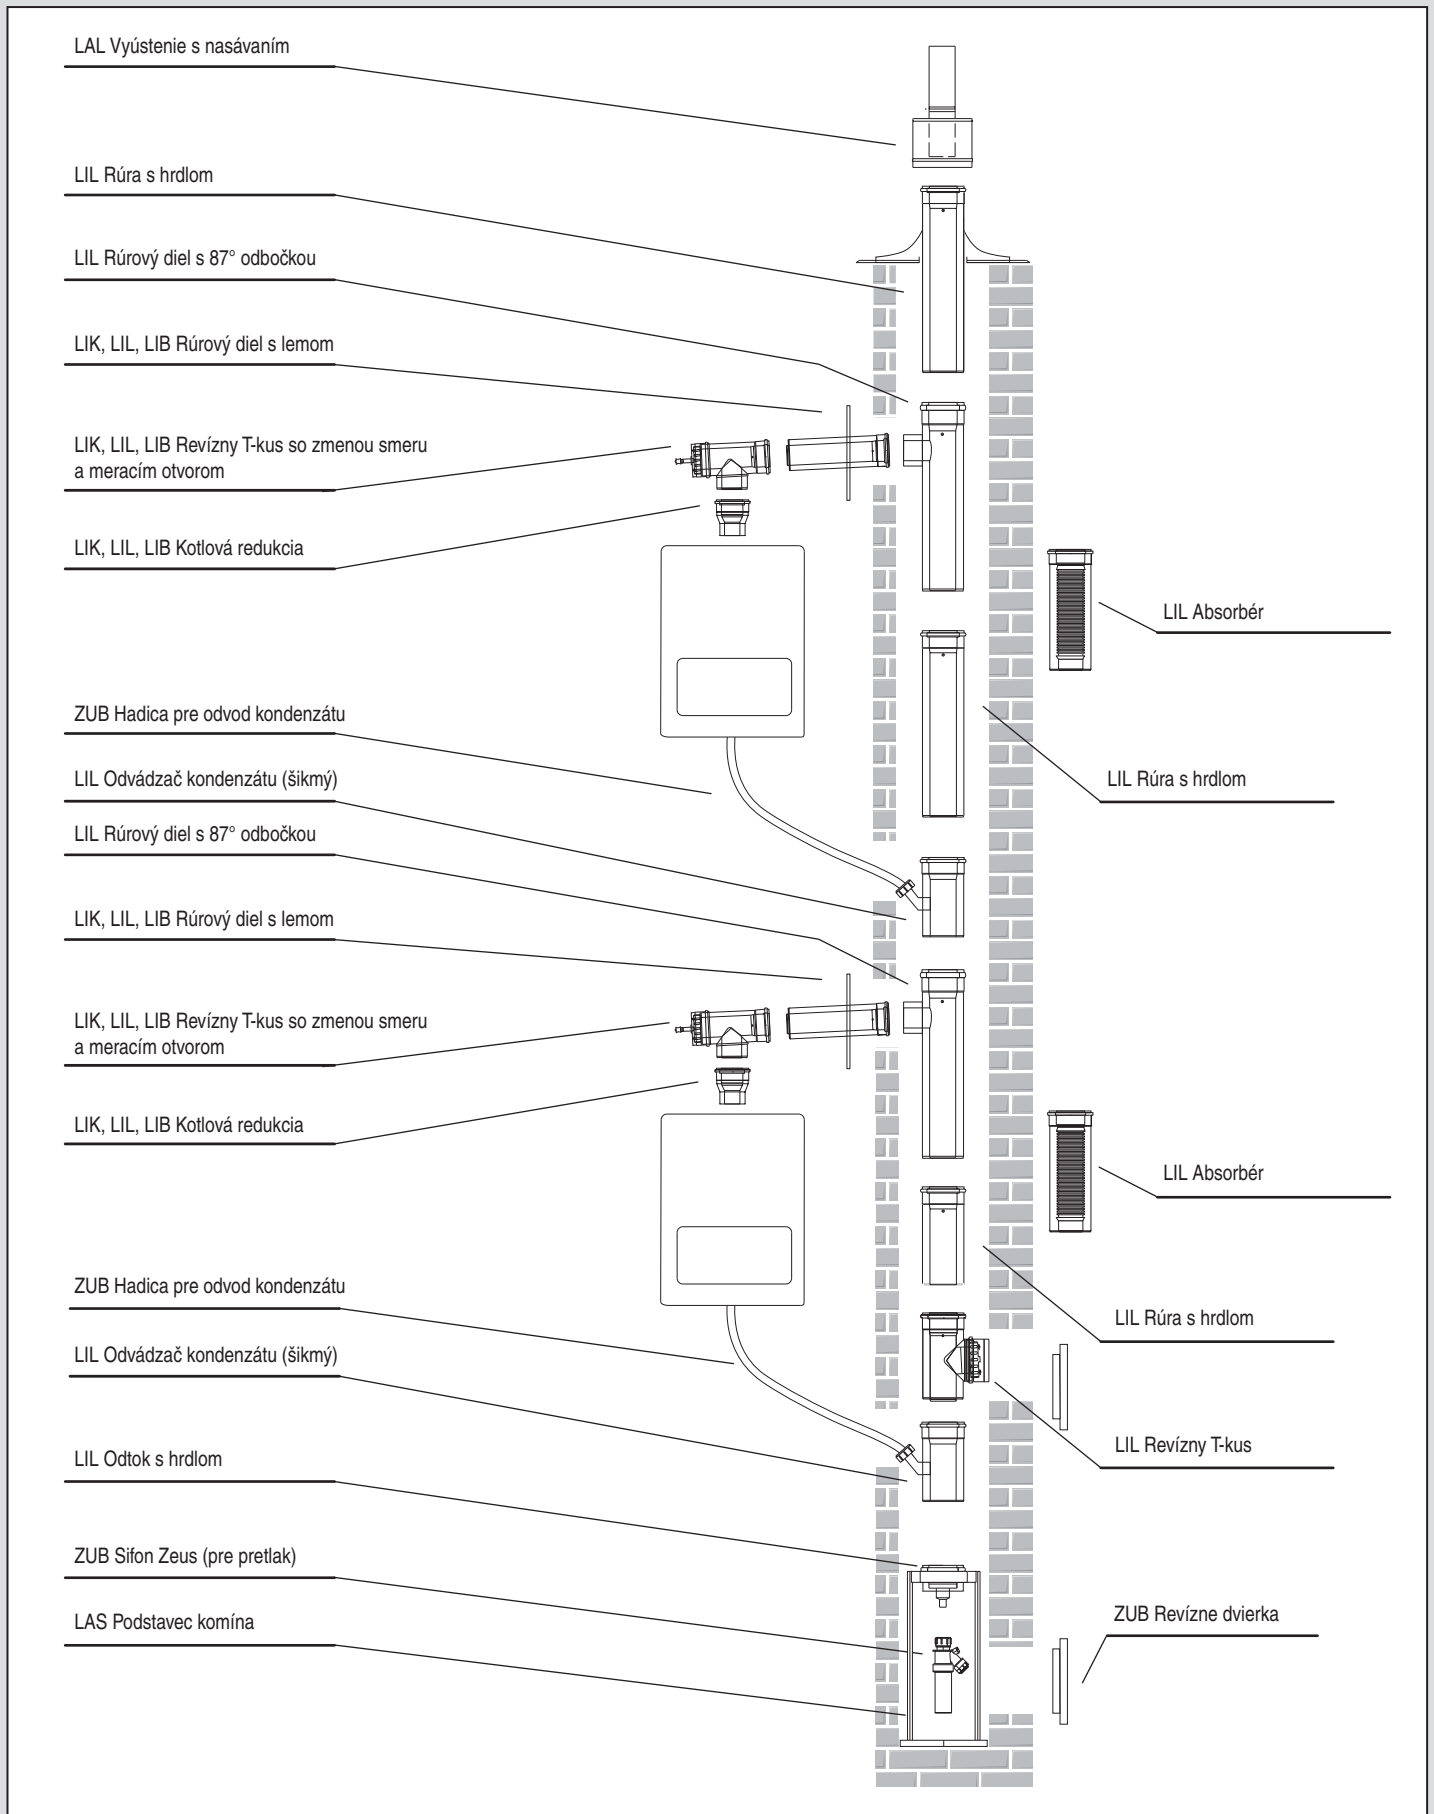 LAL Vyústenie s nasávaním
LIL Rúra s hrdlom
LIL Rúrový diel s 87° odbočkou
LIK, LIL, LIB Rúrový diel s lemom
LIK, LIL, LIB Revízny T-kus so zmenou smeru
a meracím otvorom
LIK, LIL, LIB Kotlová redukcia
LIL Absorbér
ZUB Hadica pre odvod kondenzátu
LIL Odvádzač kondenzátu (šikmý)
LIL Rúra s hrdlom
LIL Rúrový diel s 87° odbočkou
LIK, LIL, LIB Rúrový diel s lemom
LIK, LIL, LIB Revízny T-kus so zmenou smeru
a meracím otvorom
LIK, LIL, LIB Kotlová redukcia
LIL Absorbér
ZUB Hadica pre odvod kondenzátu
LIL Rúra s hrdlom
LIL Odvádzač kondenzátu (šikmý)
LIL Revízny T-kus
LIL Odtok s hrdlom
ZUB Sifon Zeus (pre pretlak)
LAS Podstavec komína
ZUB Revízne dvierka